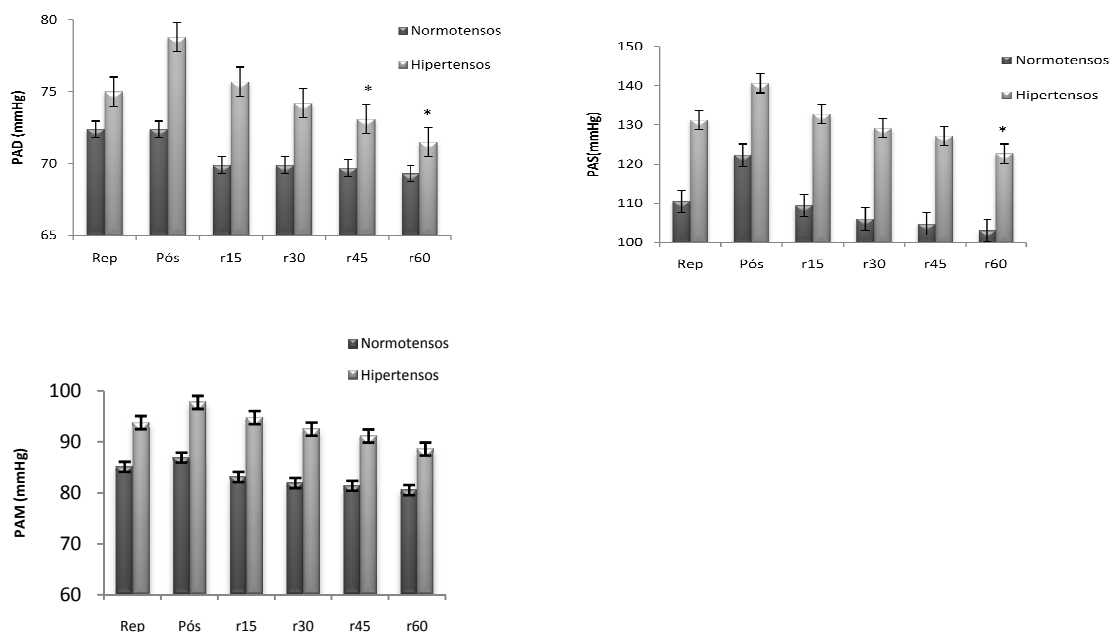 80
75
70
65
PAD (mmHg)
Normotensos
Hipertensos
*
*
Rep Pós r15 r30 r45 r60
150
140
130
120
110
100
PAS(mmHg)
Normotensos
Hipertensos
*
Rep Pós r15 r30 r45 r60
Normotensos
Hipertensos
100
90
80
70
60
PAM (mmHg)
Rep Pós r15 r30 r45 r60